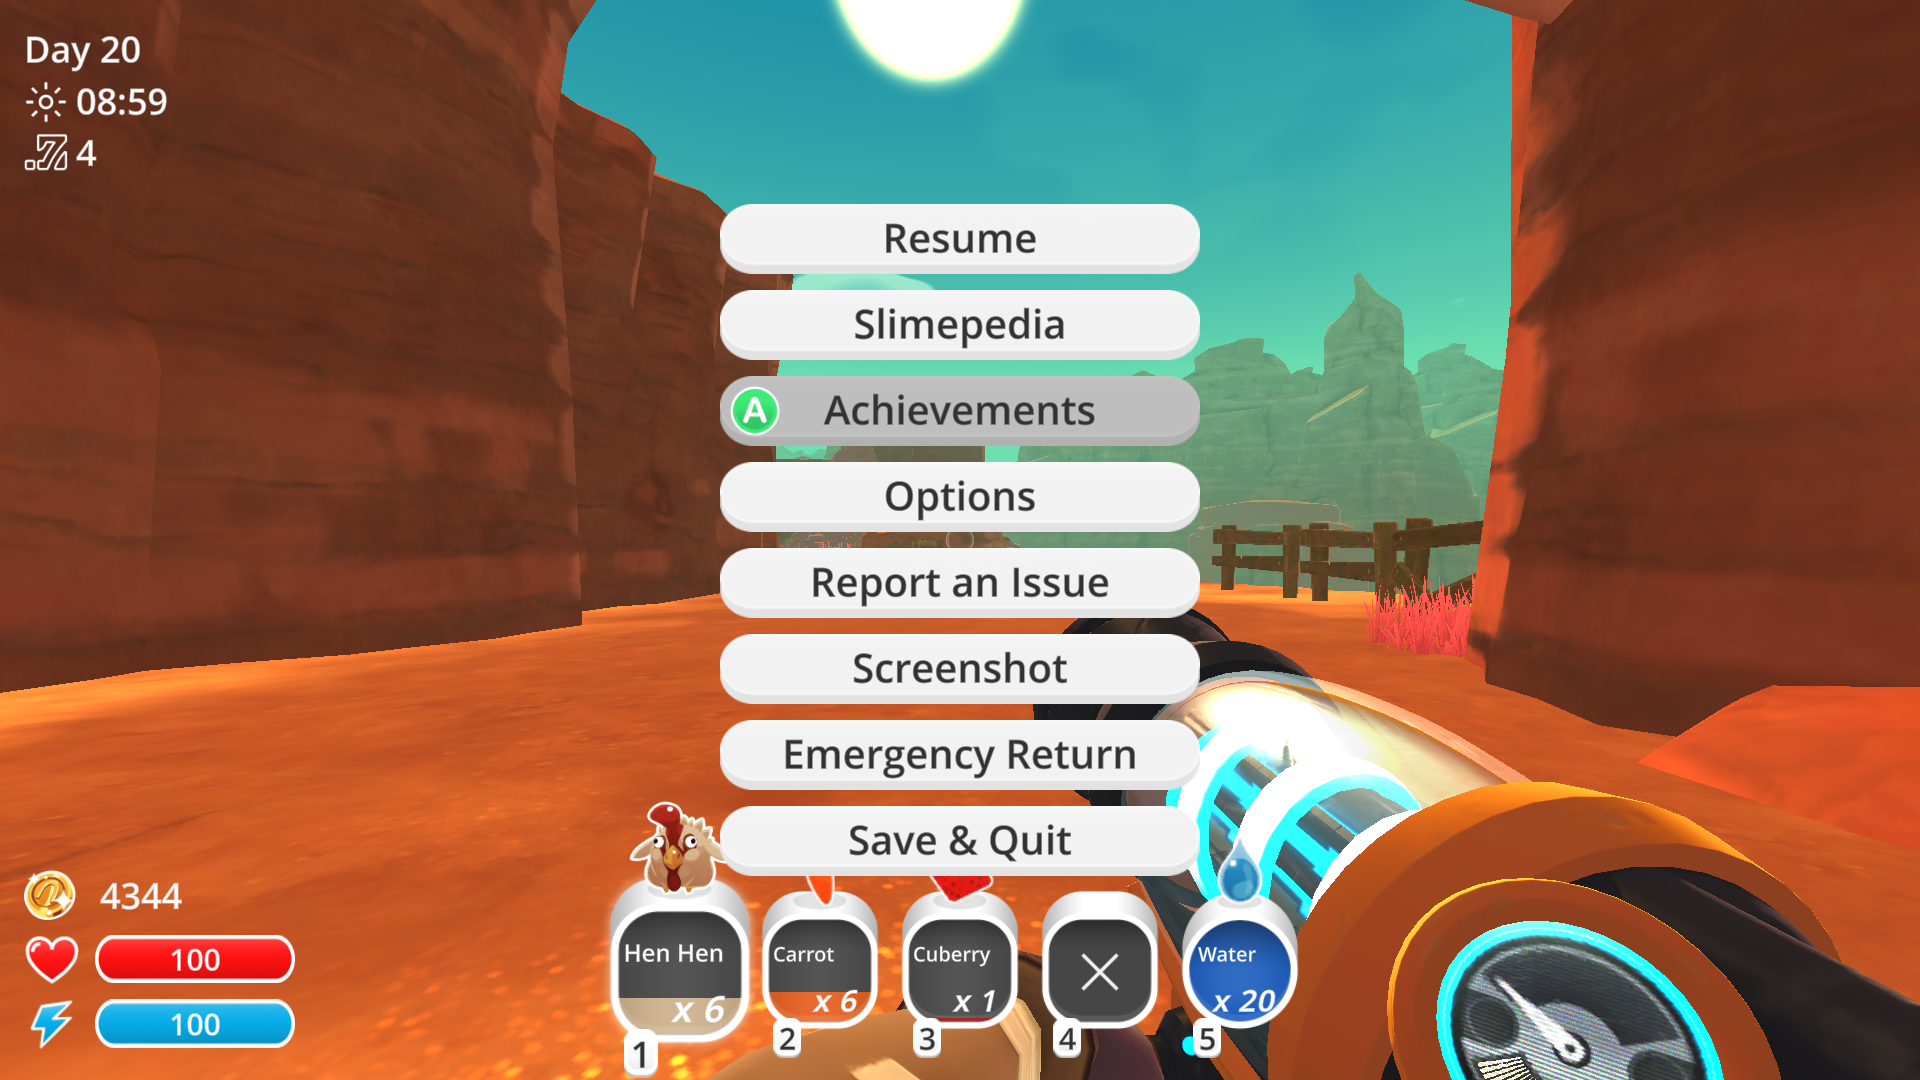 Day 20
08:59
4
Resume
Slimepedia
A Achievements
Options
Report an Issue
Screenshot
Emergency Return
Save & Quit
4344
100
100
Hen Hen
x 6
1
Carrot
x 6
2
Cuberry
x 1
3
4
Water
x 20
5